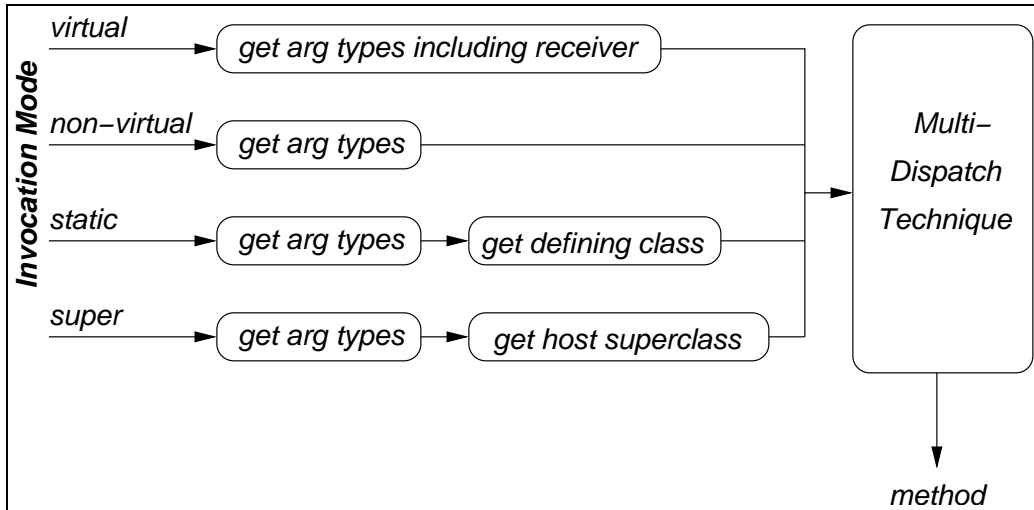 Invocation Mode
virtual
get arg types including receiver
non−virtual
get arg types
static
get arg types
get defining class
super
get arg types
get host superclass
Multi−
Dispatch
Technique
method